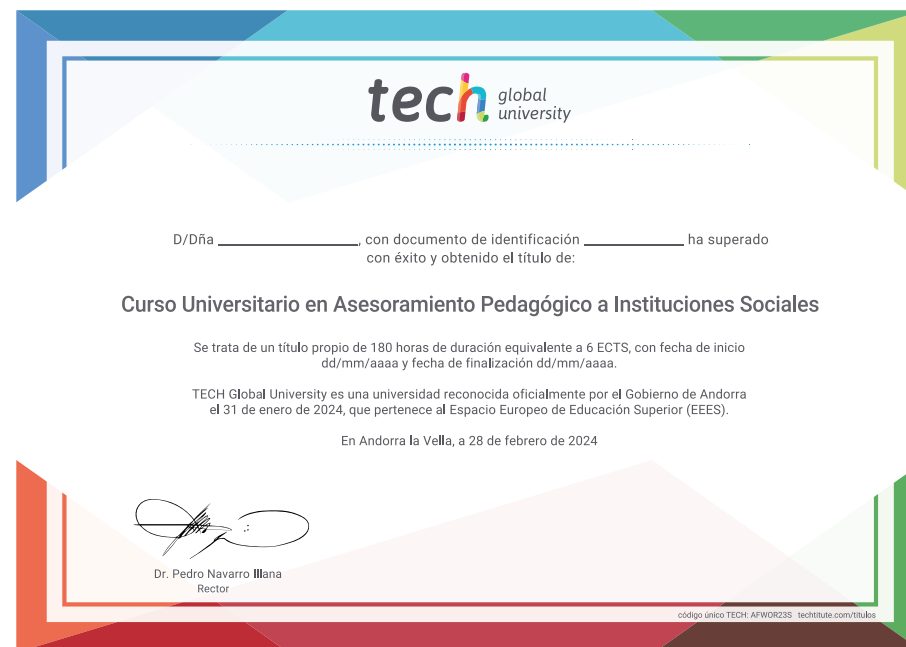 tech global university
D/Dña ____________________, con documento de identificación ______________ ha superado
con éxito y obtenido el título de:
Curso Universitario en Asesoramiento Pedagógico a Instituciones Sociales
Se trata de un título propio de 180 horas de duración equivalente a 6 ECTS, con fecha de inicio
dd/mm/aaaa y fecha de finalización dd/mm/aaaa.
TECH Global University es una universidad reconocida oficialmente por el Gobierno de Andorra
el 31 de enero de 2024, que pertenece al Espacio Europeo de Educación Superior (EEES).
En Andorra la Vella, a 28 de febrero de 2024
Dr. Pedro Navarro Illana
Rector
código único TECH: AFWOR23S techtitute.com/titulos